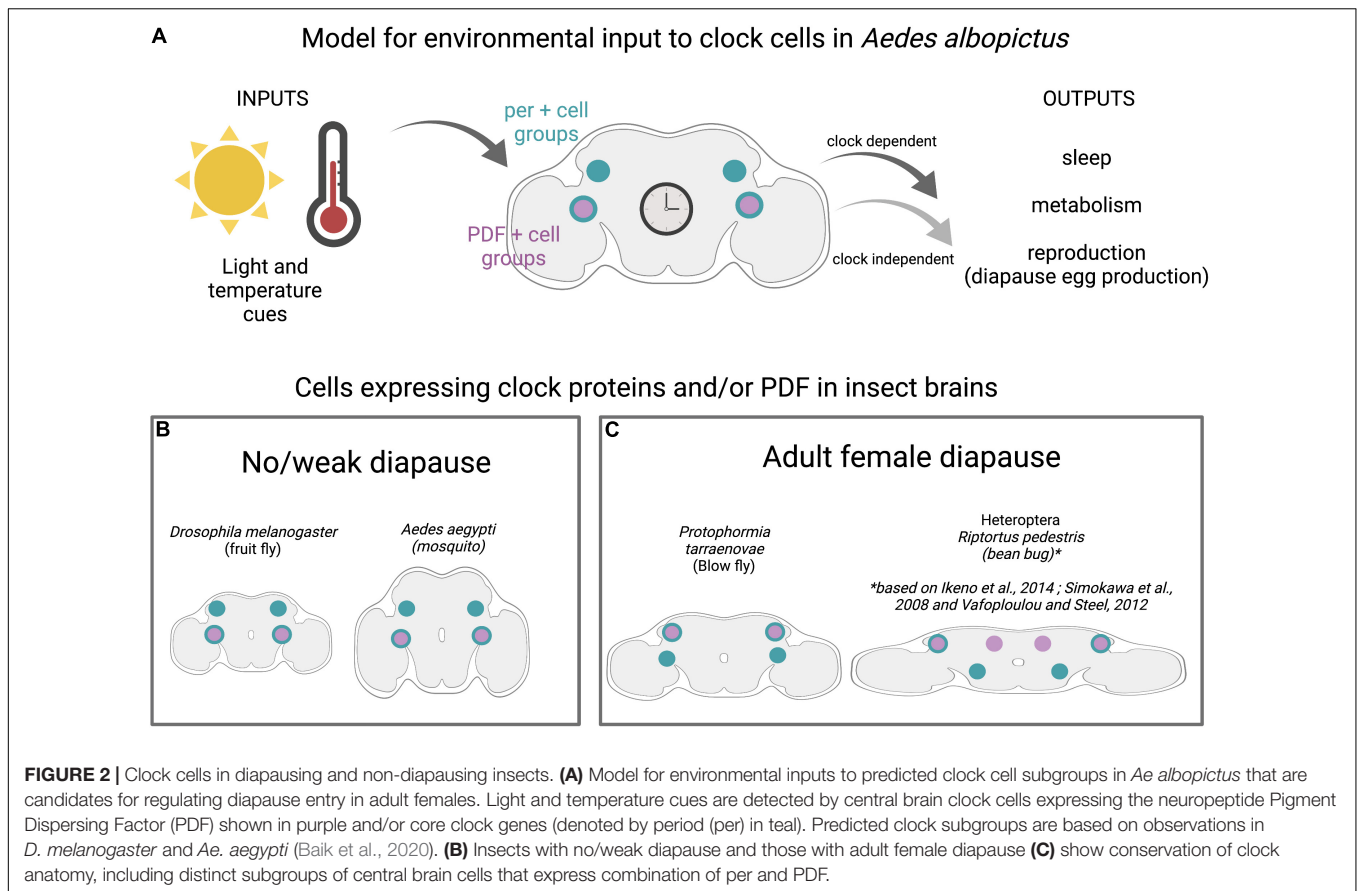 A
Model for environmental input to clock cells in Aedes albopictus
INPUTS
per + cell
groups
OUTPUTS
clock dependent
sleep
metabolism
PDF + cell
groups
clock independent
reproduction
(diapause egg production)
Light and
temperature
cues
Cells expressing clock proteins and/or PDF in insect brains
B
No/weak diapause
Drosophila melanogaster
(fruit fly)
Aedes aegypti
(mosquito)
C
Adult female diapause
Protophormia
tarraenovae
(Blow fly)
Heteroptera
Riptortus pedestris
(bean bug)*
*based on Ikeno et al., 2014 ; Simokawa et al.,
2008 and Vafoploulou and Steel, 2012
FIGURE 2 | Clock cells in diapausing and non-diapausing insects. (A) Model for environmental inputs to predicted clock cell subgroups in Ae albopictus that are
candidates for regulating diapause entry in adult females. Light and temperature cues are detected by central brain clock cells expressing the neuropeptide Pigment
Dispersing Factor (PDF) shown in purple and/or core clock genes (denoted by period (per) in teal). Predicted clock subgroups are based on observations in
D. melanogaster and Ae. aegypti (Baik et al., 2020). (B) Insects with no/weak diapause and those with adult female diapause (C) show conservation of clock
anatomy, including distinct subgroups of central brain cells that express combination of per and PDF.